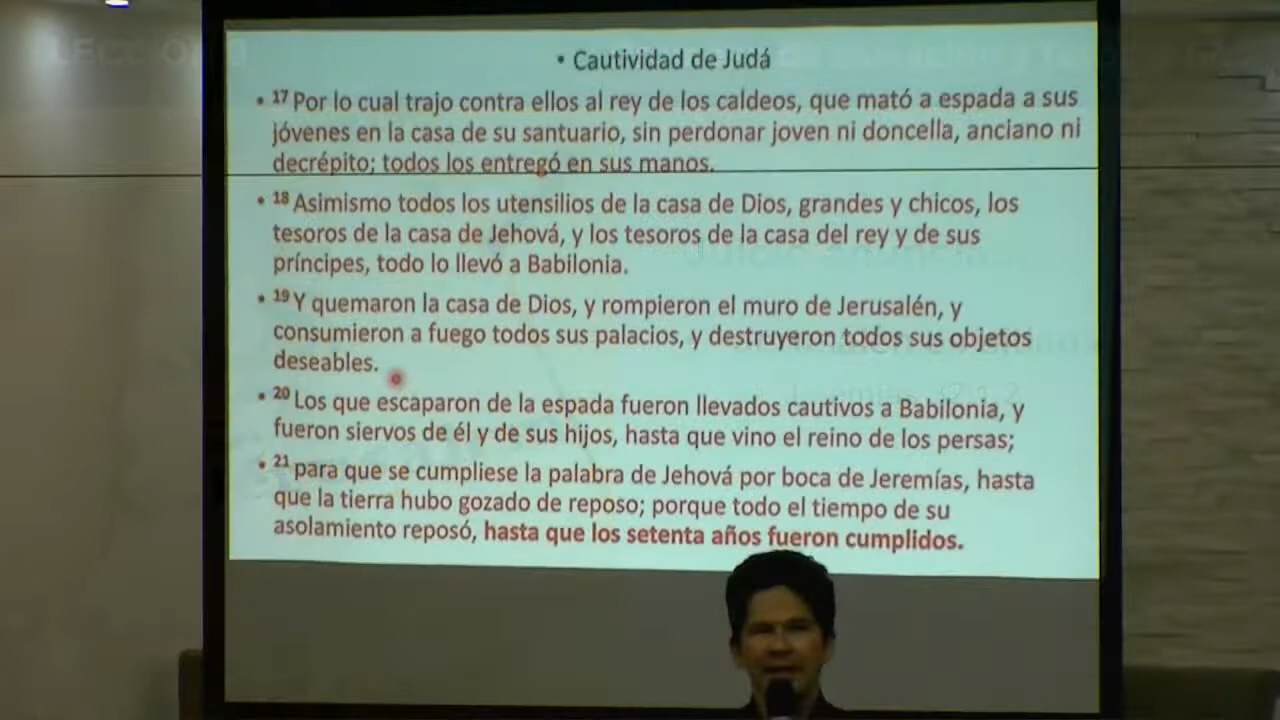 • Cautividad de Judá
• 17 Por lo cual trajo contra ellos al rey de los caldeos, que mató a espada a sus
jóvenes en la casa de su santuario, sin perdonar joven ni doncella, anciano ni
decrépito; todos los entregó en sus manos.
• 18 Asimismo todos los utensilios de la casa de Dios, grandes y chicos, los
tesoros de la casa de Jehová, y los tesoros de la casa del rey y de sus
príncipes, todo lo llevó a Babilonia.
• 19 Y quemaron la casa de Dios, y rompieron el muro de Jerusalén, y
consumieron a fuego todos sus palacios, y destruyeron todos sus objetos
deseables.
• 20 Los que escaparon de la espada fueron llevados cautivos a Babilonia, y
fueron siervos de él y de sus hijos, hasta que vino el reino de los persas;
• 21 para que se cumpliese la palabra de Jehová por boca de Jeremías, hasta
que la tierra hubo gozado de reposo; porque todo el tiempo de su
asolamiento reposó, hasta que los setenta años fueron cumplidos.